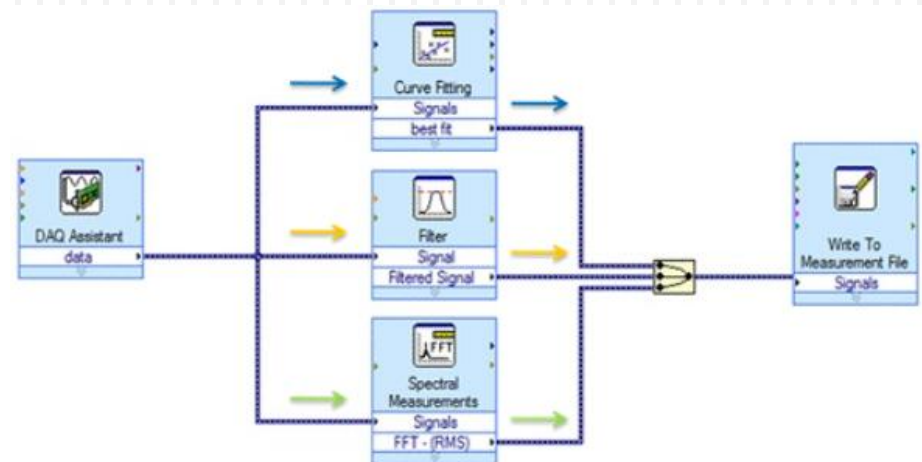 Curve Fitting
Signals
best fit
DAQ Assistant
data
Filter
Signal
Filtered Signal
Write To
Measurement File
Signals
FFT
Spectral
Measurements
Signals
FFT - (RMS)